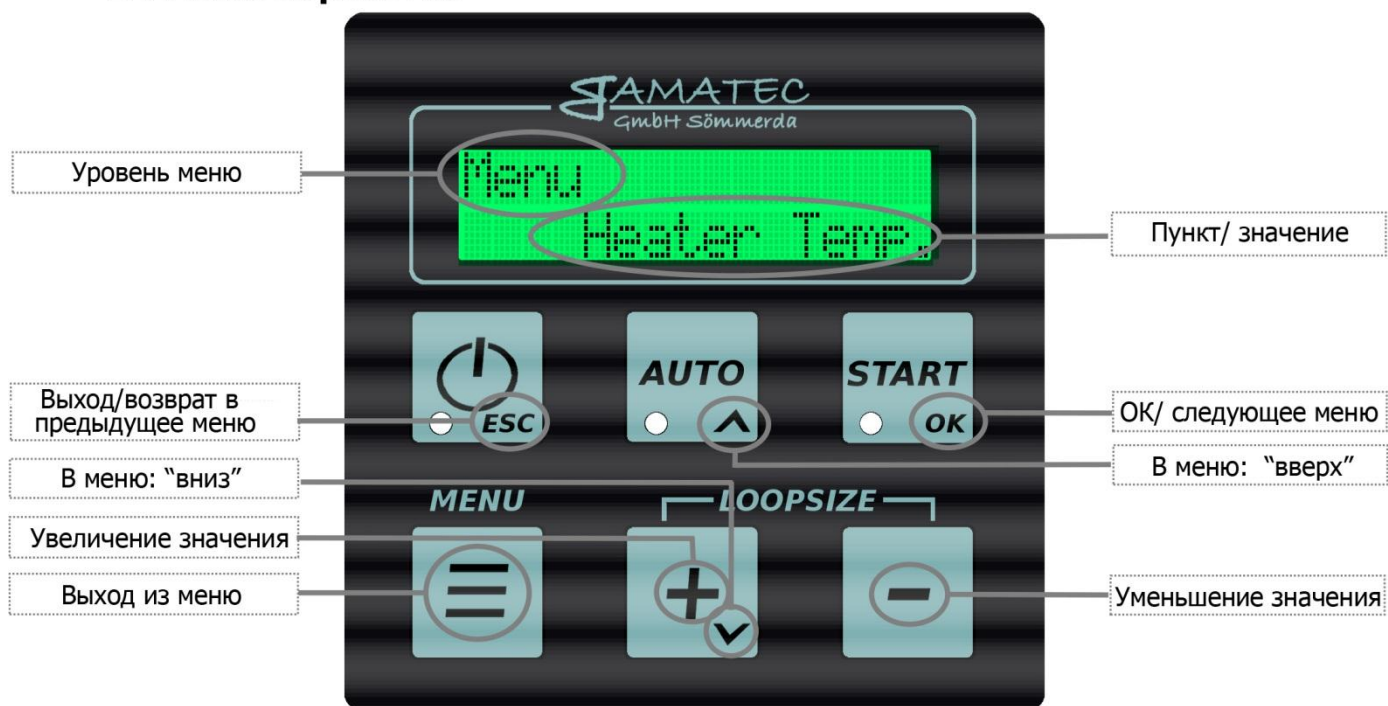 JAMATEC
GmbH Sömmerda
Menu
Heater Temp.
Уровень меню
Пункт/ значение
ESC
AUTO
START
OK
Выход/возврат в
предыдущее меню
ОК/ следующее меню
В меню: “вниз”
В меню: “вверх”
MENU
LOOPSIZE
Увеличение значения
Выход из меню
Уменьшение значения